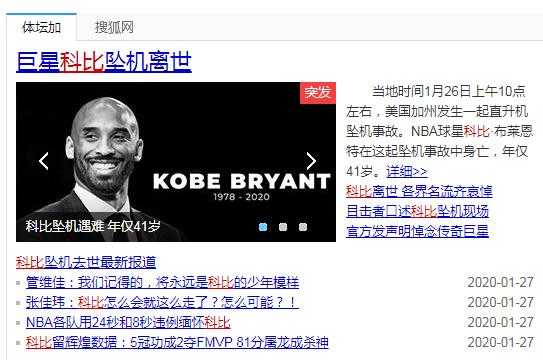 体坛加 搜狐网
巨星科比坠机离世
突发
KOBE BRYANT
1978 - 2020
科比坠机遇难 年仅41岁
当地时间1月26日上午10点
左右，美国加州发生一起直升机
坠机事故。NBA球星科比·布莱恩
特在这起坠机事故中身亡，年仅
41岁。详细>>
科比离世 各界名流齐哀悼
目击者口述科比坠机现场
官方发声明悼念传奇巨星
科比坠机去世最新报道
管维佳：我们记得的，将永远是科比的少年模样 2020-01-27
张佳玮：科比怎么会就这么走了？怎么可能？！ 2020-01-27
NBA各队用24秒和8秒违例缅怀科比 2020-01-27
科比留辉煌数据：5冠功成2夺FMVP 81分屠龙成杀神 2020-01-27